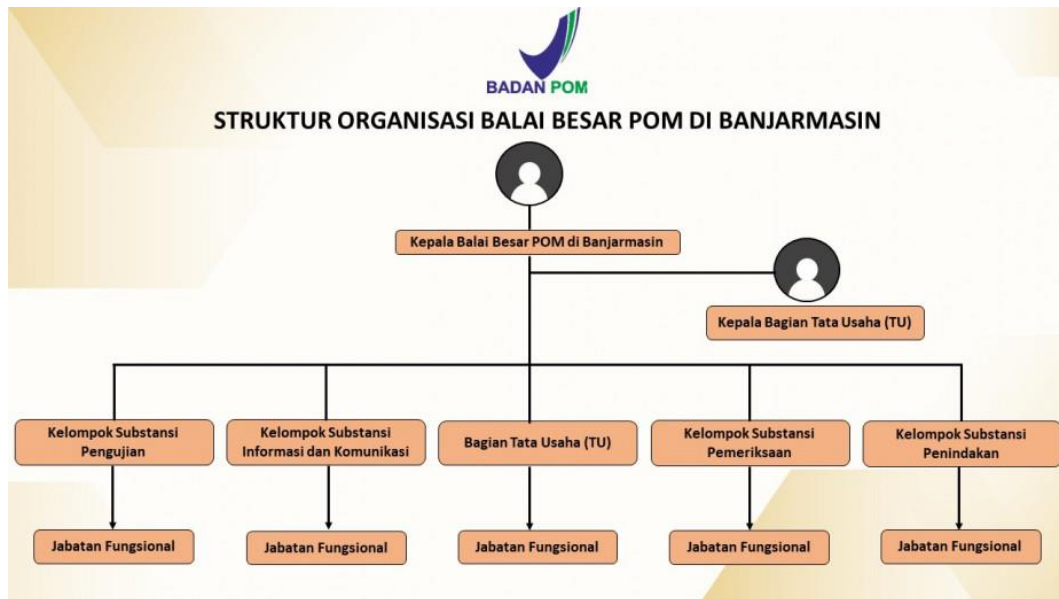 BADAN POM
STRUKTUR ORGANISASI BALAI BESAR POM DI BANJARMASIN
Kepala Balai Besar POM di Banjarmasin
Kepala Bagian Tata Usaha (TU)
Kelompok Substansi
Pengujian
Kelompok Substansi
Informasi dan Komunikasi
Bagian Tata Usaha (TU)
Kelompok Substansi
Pemeriksaan
Kelompok Substansi
Penindakan
Jabatan Fungsional
Jabatan Fungsional
Jabatan Fungsional
Jabatan Fungsional
Jabatan Fungsional